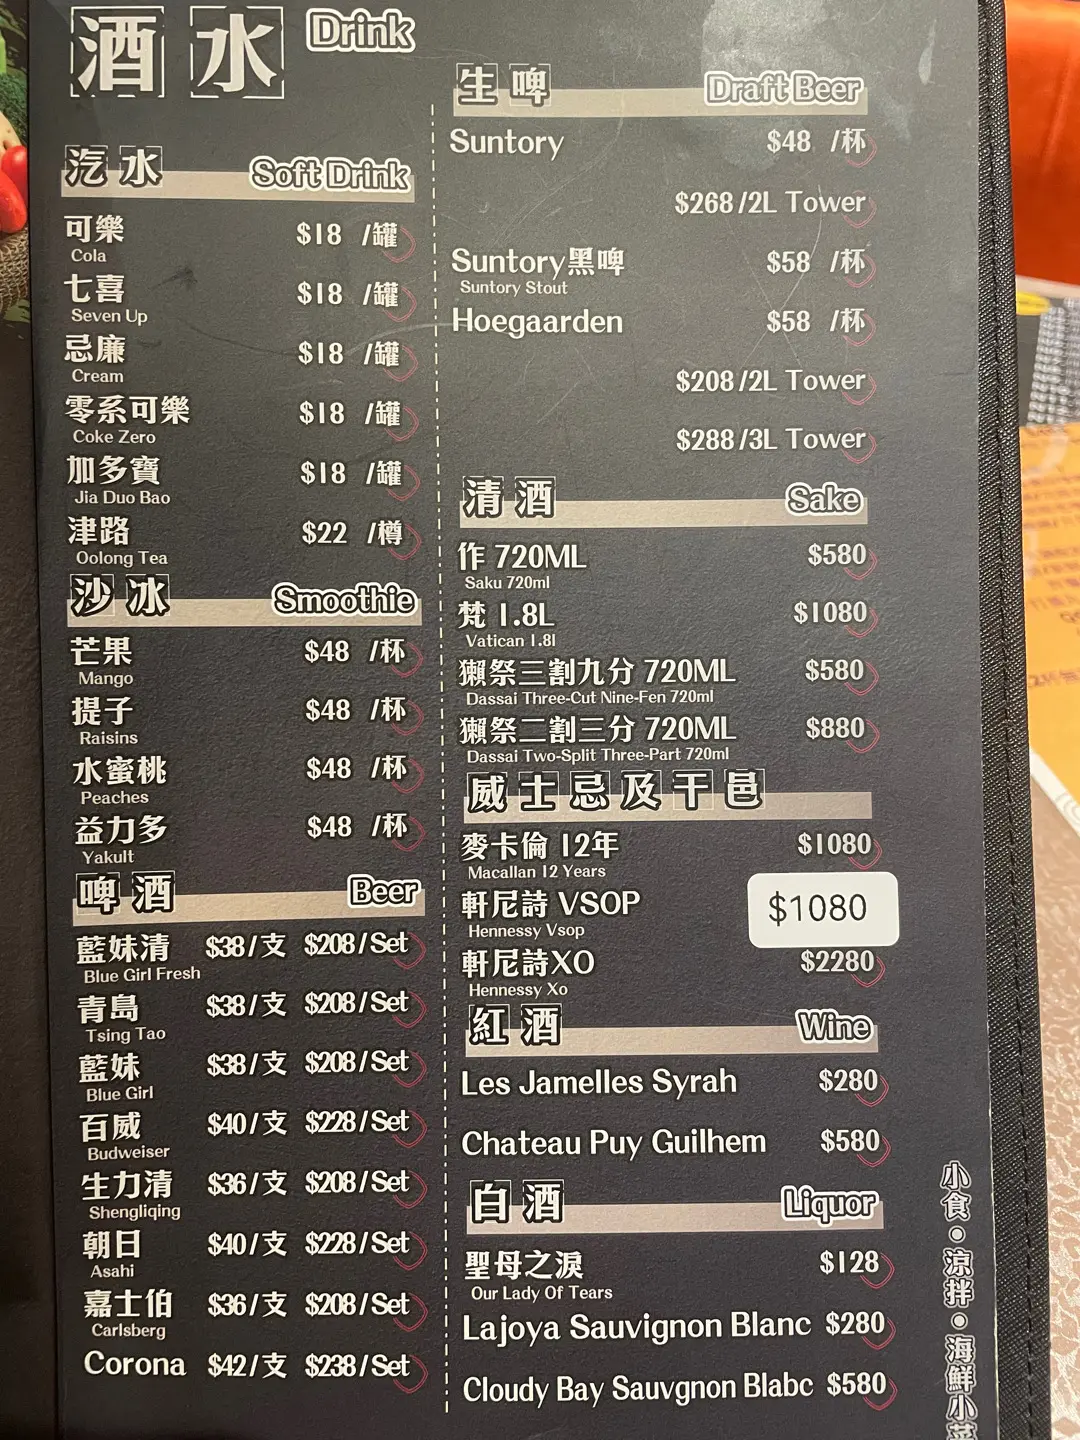 酒水 Drink
汽水 Soft Drink
可樂 $18 /罐
Cola
七喜 $18 /罐
Seven Up
忌廉 $18 /罐
Cream
零系可樂 $18 /罐
Coke Zero
加多寶 $18 /罐
Jia Duo Bao
津路 $22 /樽
Oolong Tea
沙冰 Smoothie
芒果 $48 /杯
Mango
提子 $48 /杯
Raisins
水蜜桃 $48 /杯
Peaches
益力多 $48 /杯
Yakult
啤酒 Beer
藍妹清 $38/支 $208/Set
Blue Girl Fresh
青島 $38/支 $208/Set
Tsing Tao
藍妹 $38/支 $208/Set
Blue Girl
百威 $40/支 $228/Set
Budweiser
生力清 $36/支 $208/Set
Shengliqing
朝日 $40/支 $228/Set
Asahi
嘉士伯 $36/支 $208/Set
Carlsberg
Corona $42/支 $238/Set
生啤 Draft Beer
Suntory $48 /杯
$268/2L Tower
Suntory黑啤 $58 /杯
Suntory Stout
Hoegaarden $58 /杯
$208/2L Tower
$288/3L Tower
清酒 Sake
作 720ML $580
Saku 720ml
梵 1.8L $1080
Vatican 1.8l
獺祭三割九分 720ML $580
Dassai Three-Cut Nine-Fen 720ml
獺祭二割三分 720ML $880
Dassai Two-Split Three-Part 720ml
威士忌及干邑
麥卡倫 12年 $1080
Macallan 12 Years
軒尼詩 VSOP $1080
Hennessy Vsop
軒尼詩XO $2280
Hennessy Xo
紅酒 Wine
Les Jamelles Syrah $280
Chateau Puy Guilhem $580
白酒 Liquor
聖母之淚 $128
Our Lady Of Tears
Lajoya Sauvignon Blanc $280
Cloudy Bay Sauvgnon Blabc $580
小食•涼拌•海鮮小菜